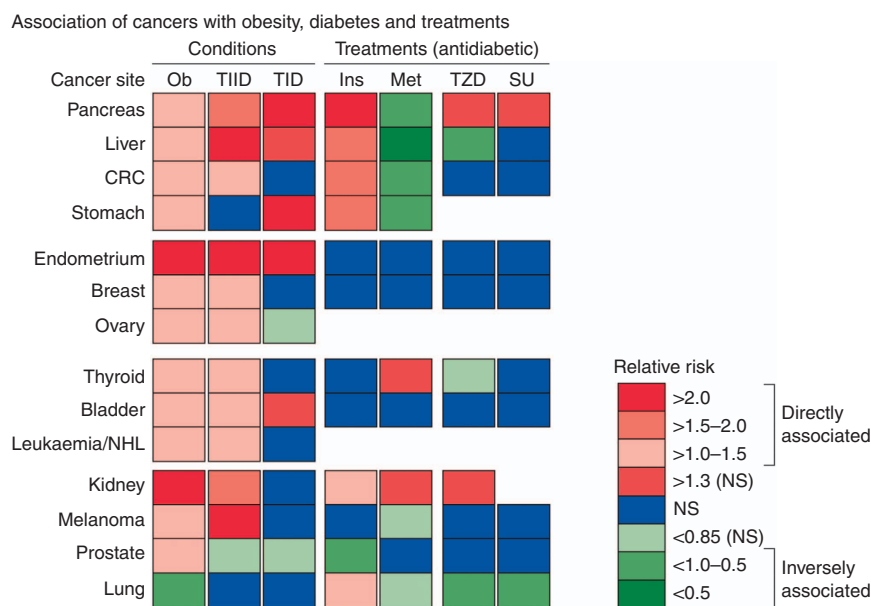 Association of cancers with obesity, diabetes and treatments
Conditions Treatments (antidiabetic)
Cancer site Ob TIID TID Ins Met TZD SU
Pancreas
Liver
CRC
Stomach
Endometrium
Breast
Ovary
Thyroid
Bladder
Leukaemia/NHL
Kidney
Melanoma
Prostate
Lung
Relative risk
>2.0
>1.5–2.0
>1.0–1.5
Directly
associated
>1.3 (NS)
NS
<0.85 (NS)
<1.0–0.5
<0.5
Inversely
associated